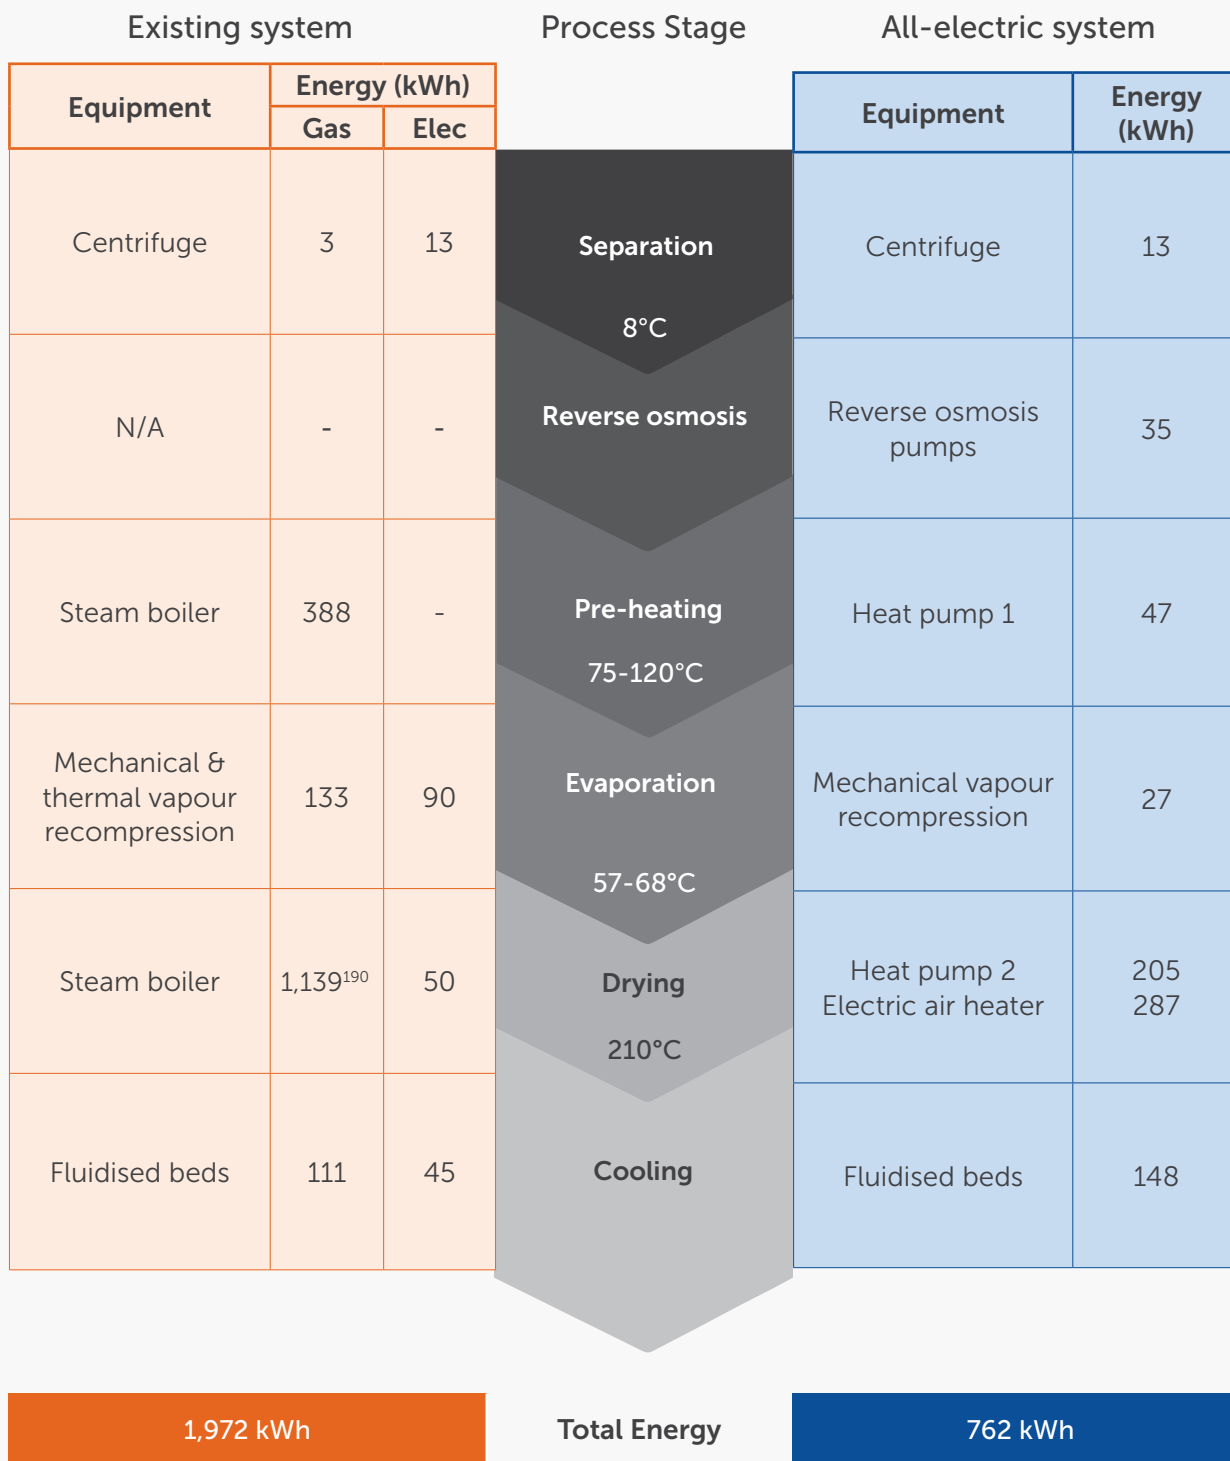 Existing system Process Stage All-electric system
Equipment Energy (kWh) Equipment Energy
(kWh)
Gas Elec
Centrifuge 3 13 Separation Centrifuge 13
8°C
N/A - - Reverse osmosis Reverse osmosis
pumps 35
Steam boiler 388 - Pre-heating Heat pump 1 47
75-120°C
Mechanical &
thermal vapour
recompression 133 90 Evaporation Mechanical vapour
recompression 27
57-68°C
Steam boiler 1,139190 50 Drying Heat pump 2 205
Electric air heater 287
210°C
Fluidised beds 111 45 Cooling Fluidised beds 148
1,972 kWh Total Energy 762 kWh